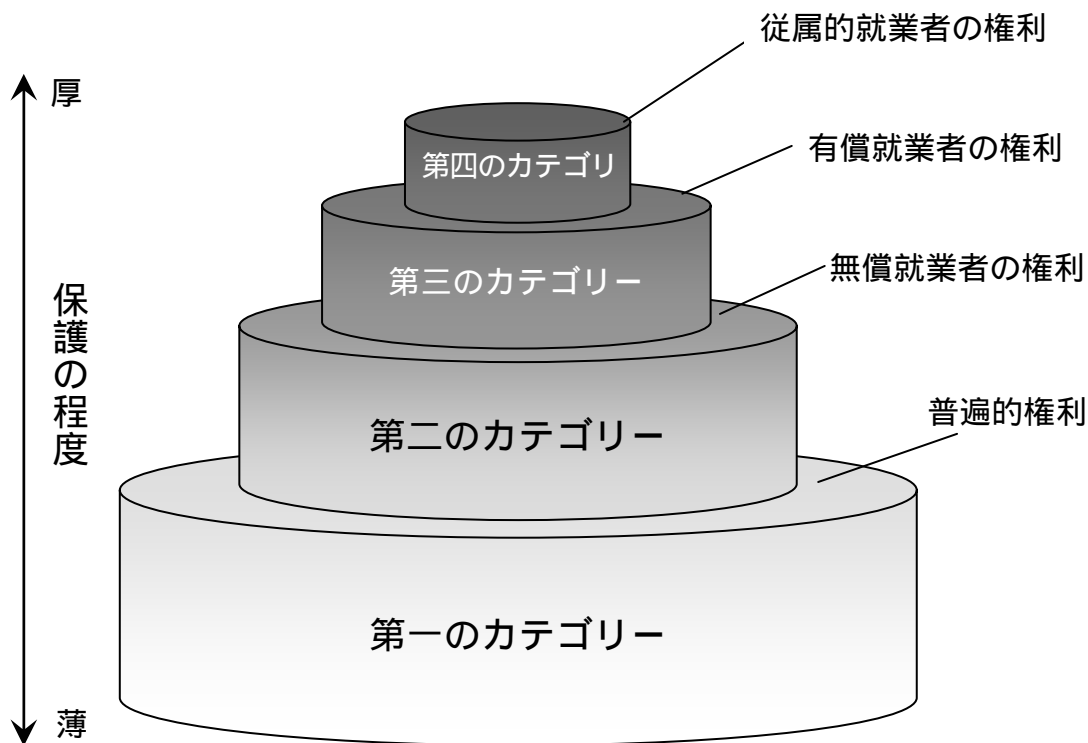 従属的就業者の権利
厚
有償就業者の権利
第四のカテゴリ
無償就業者の権利
第三のカテゴリー
保護の程度
普遍的権利
第二のカテゴリー
第一のカテゴリー
薄